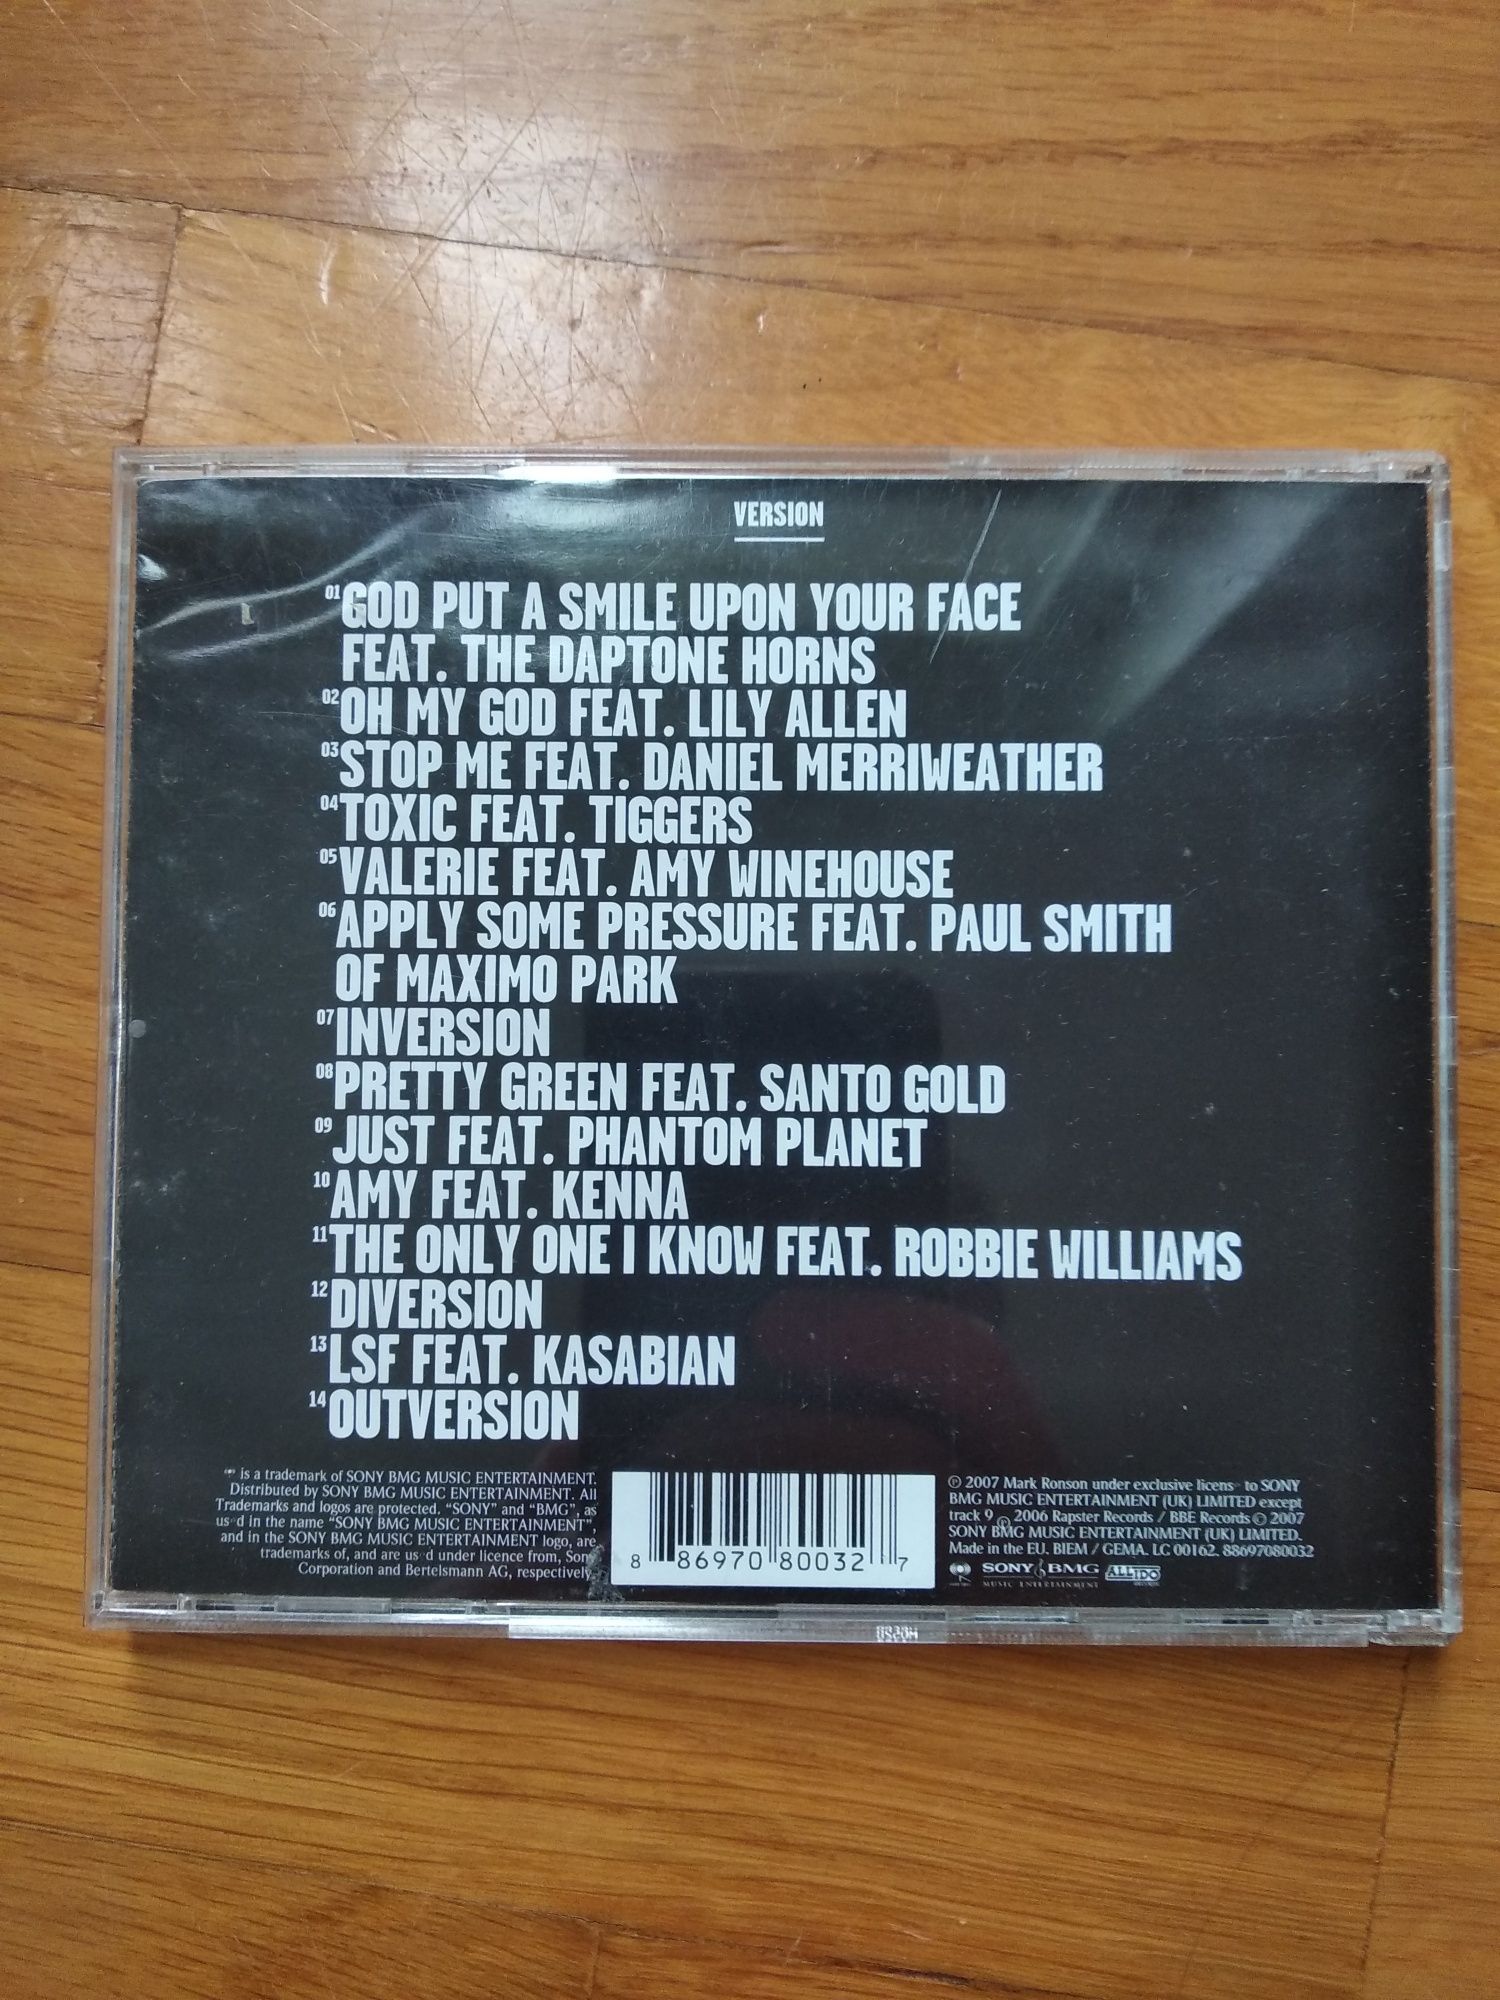 VERSION
01 GOD PUT A SMILE UPON YOUR FACE
FEAT. THE DAPTONE HORNS
02 OH MY GOD FEAT. LILY ALLEN
03 STOP ME FEAT. DANIEL MERRIWEATHER
04 TOXIC FEAT. TIGGERS
05 VALERIE FEAT. AMY WINEHOUSE
06 APPLY SOME PRESSURE FEAT. PAUL SMITH
OF MAXIMO PARK
07 INVERSION
08 PRETTY GREEN FEAT. SANTO GOLD
09 JUST FEAT. PHANTOM PLANET
10 AMY FEAT. KENNA
11 THE ONLY ONE I KNOW FEAT. ROBBIE WILLIAMS
12 DIVERSION
13 LSF FEAT. KASABIAN
14 OUTVERSION
is a trademark of SONY BMG MUSIC ENTERTAINMENT.
Distributed by SONY BMG MUSIC ENTERTAINMENT. All
Trademarks and logos are protected. "SONY" and "BMG", as
used in the name "SONY BMG MUSIC ENTERTAINMENT",
and in the SONY BMG MUSIC ENTERTAINMENT logo, are
trademarks of, and are used under licence from, Sony
Corporation and Bertelsmann AG, respectively.
8 86970 80032 7
℗ 2007 Mark Ronson under exclusive license to SONY
BMG MUSIC ENTERTAINMENT (UK) LIMITED except
track 9 ℗ 2006 Rapster Records / BBE Records © 2007
SONY BMG MUSIC ENTERTAINMENT (UK) LIMITED.
Made in the EU. BIEM / GEMA. LC 00162. 88697080032
SONY BMG
MUSIC ENTERTAINMENT
ALLIDO